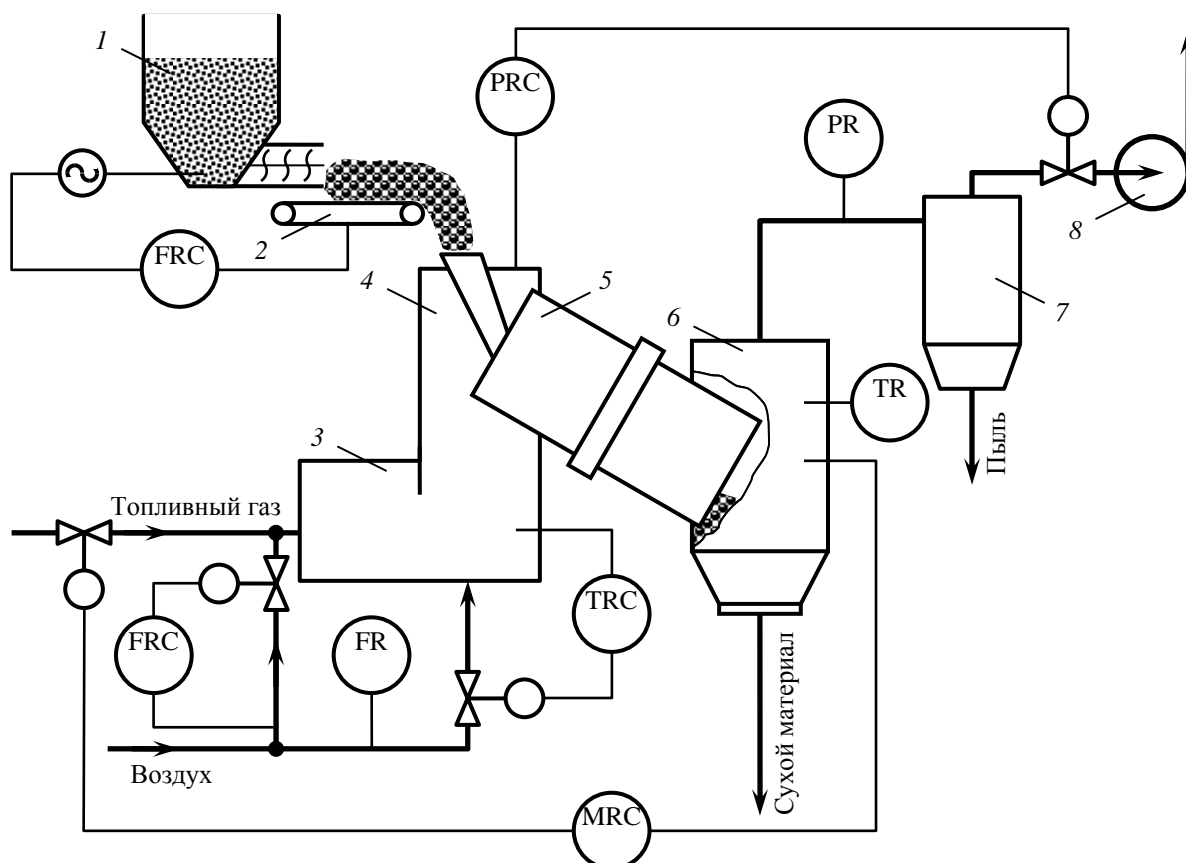 1
PRC
PR
8
FRC
2
4
5
6
7
TR
3
Пыль
Топливный газ
TRC
FRC
FR
Сухой материал
Воздух
MRC